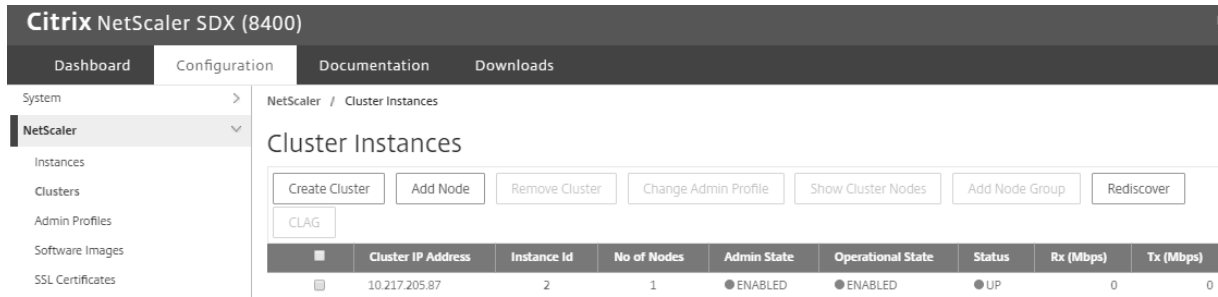 Citrix NetScaler SDX (8400)
Dashboard Configuration Documentation Downloads
System
NetScaler
Instances
Clusters
Admin Profiles
Software Images
SSL Certificates
NetScaler / Cluster Instances
Cluster Instances
Create Cluster Add Node Remove Cluster Change Admin Profile Show Cluster Nodes Add Node Group Rediscover
CLAG
Cluster IP Address Instance Id No of Nodes Admin State Operational State Status Rx (Mbps) Tx (Mbps)
10.217.205.87 2 1 ENABLED ENABLED UP 0 0